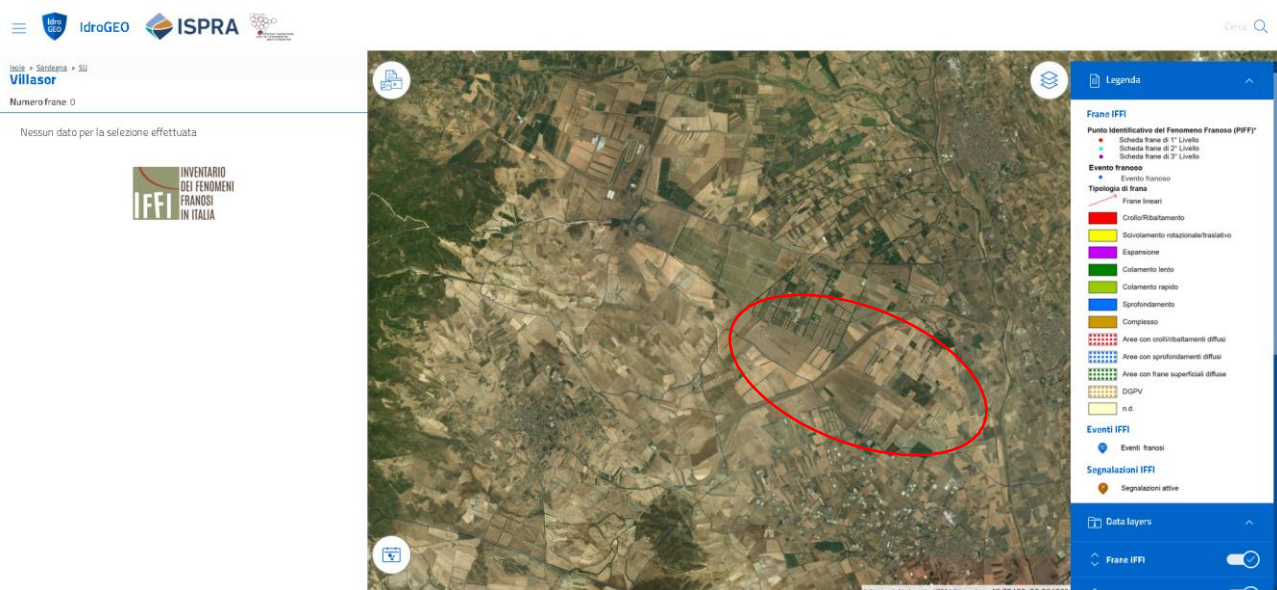 Idro
GEO
IdroGEO
ISPRA
Cerca
Isole > Sardegna > SU
Villasor
Numero frane: 0
Nessun dato per la selezione effettuata
IFFI
INVENTARIO
DEI FENOMENI
FRANOSI
IN ITALIA
Legenda
Frane IFFI
Punto Identificativo del Fenomeno Franoso (PIFF)*
Scheda frane di 1° Livello
Scheda frane di 2° Livello
Scheda frane di 3° Livello
Evento franoso
Evento franoso
Tipologia di frana
Frane lineari
Crollo/Ribaltamento
Scivolamento rotazionale/traslativo
Espansione
Colamento lento
Colamento rapido
Sprofondamento
Complesso
Aree con crolli/ribaltamenti diffusi
Aree con sprofondamenti diffusi
Aree con frane superficiali diffuse
DGPV
n.d.
Eventi IFFI
Eventi franosi
Segnalazioni IFFI
Segnalazioni attive
Data layers
Frane IFFI